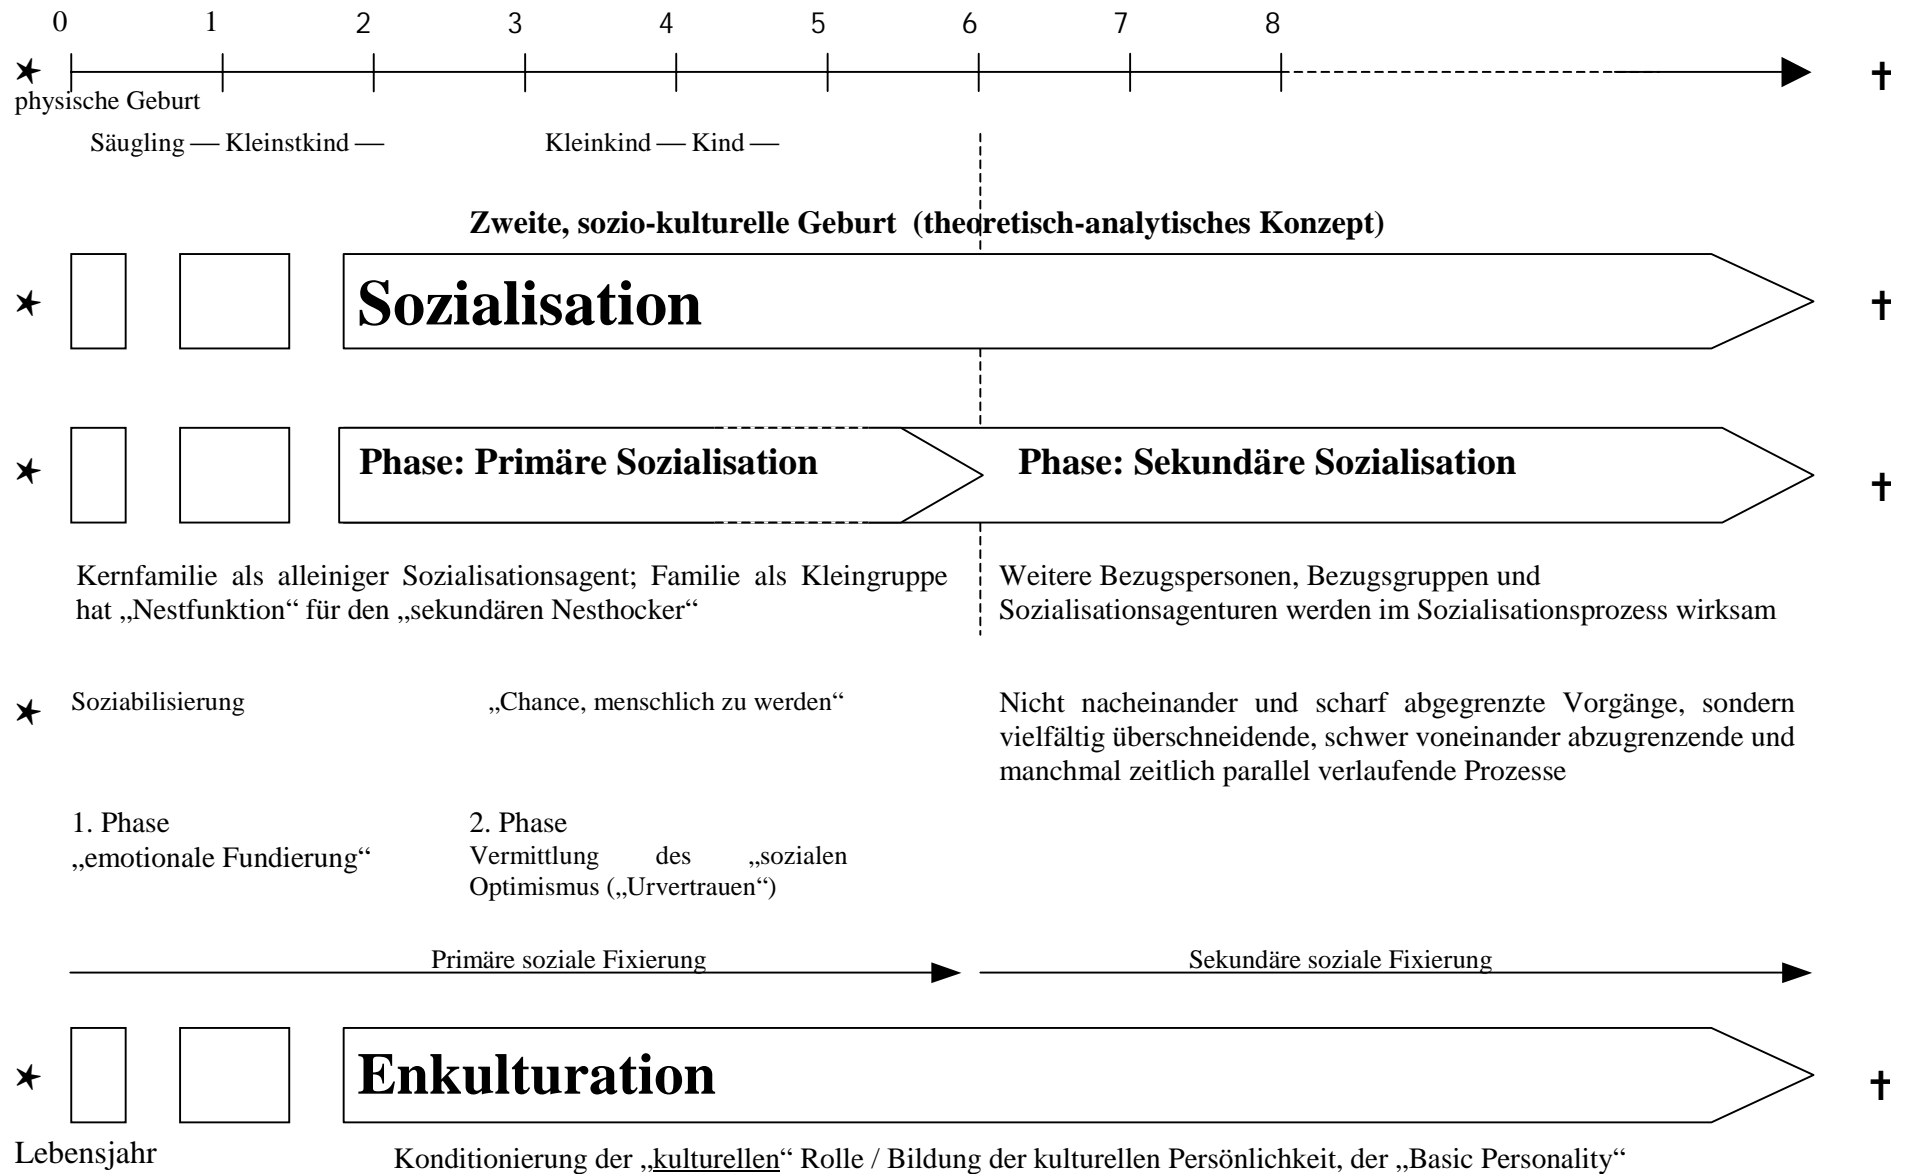 0 1 2 3 4 5 6 7 8
physische Geburt
Säugling — Kleinstkind — Kleinkind — Kind —
Zweite, sozio-kulturelle Geburt (theoretisch-analytisches Konzept)
Sozialisation
Phase: Primäre Sozialisation
Phase: Sekundäre Sozialisation
Kernfamilie als alleiniger Sozialisationsagent; Familie als Kleingruppe
hat „Nestfunktion“ für den „sekundären Nesthocker“
Weitere Bezugspersonen, Bezugsgruppen und
Sozialisationsagenturen werden im Sozialisationsprozess wirksam
Soziabilisierung
„Chance, menschlich zu werden“
Nicht nacheinander und scharf abgegrenzte Vorgänge, sondern
vielfältig überschneidende, schwer voneinander abzugrenzende und
manchmal zeitlich parallel verlaufende Prozesse
1. Phase
„emotionale Fundierung“
2. Phase
Vermittlung des „sozialen
Optimismus („Urvertrauen“)
Primäre soziale Fixierung
Sekundäre soziale Fixierung
Enkulturation
Lebensjahr
Konditionierung der „kulturellen“ Rolle / Bildung der kulturellen Persönlichkeit, der „Basic Personality“